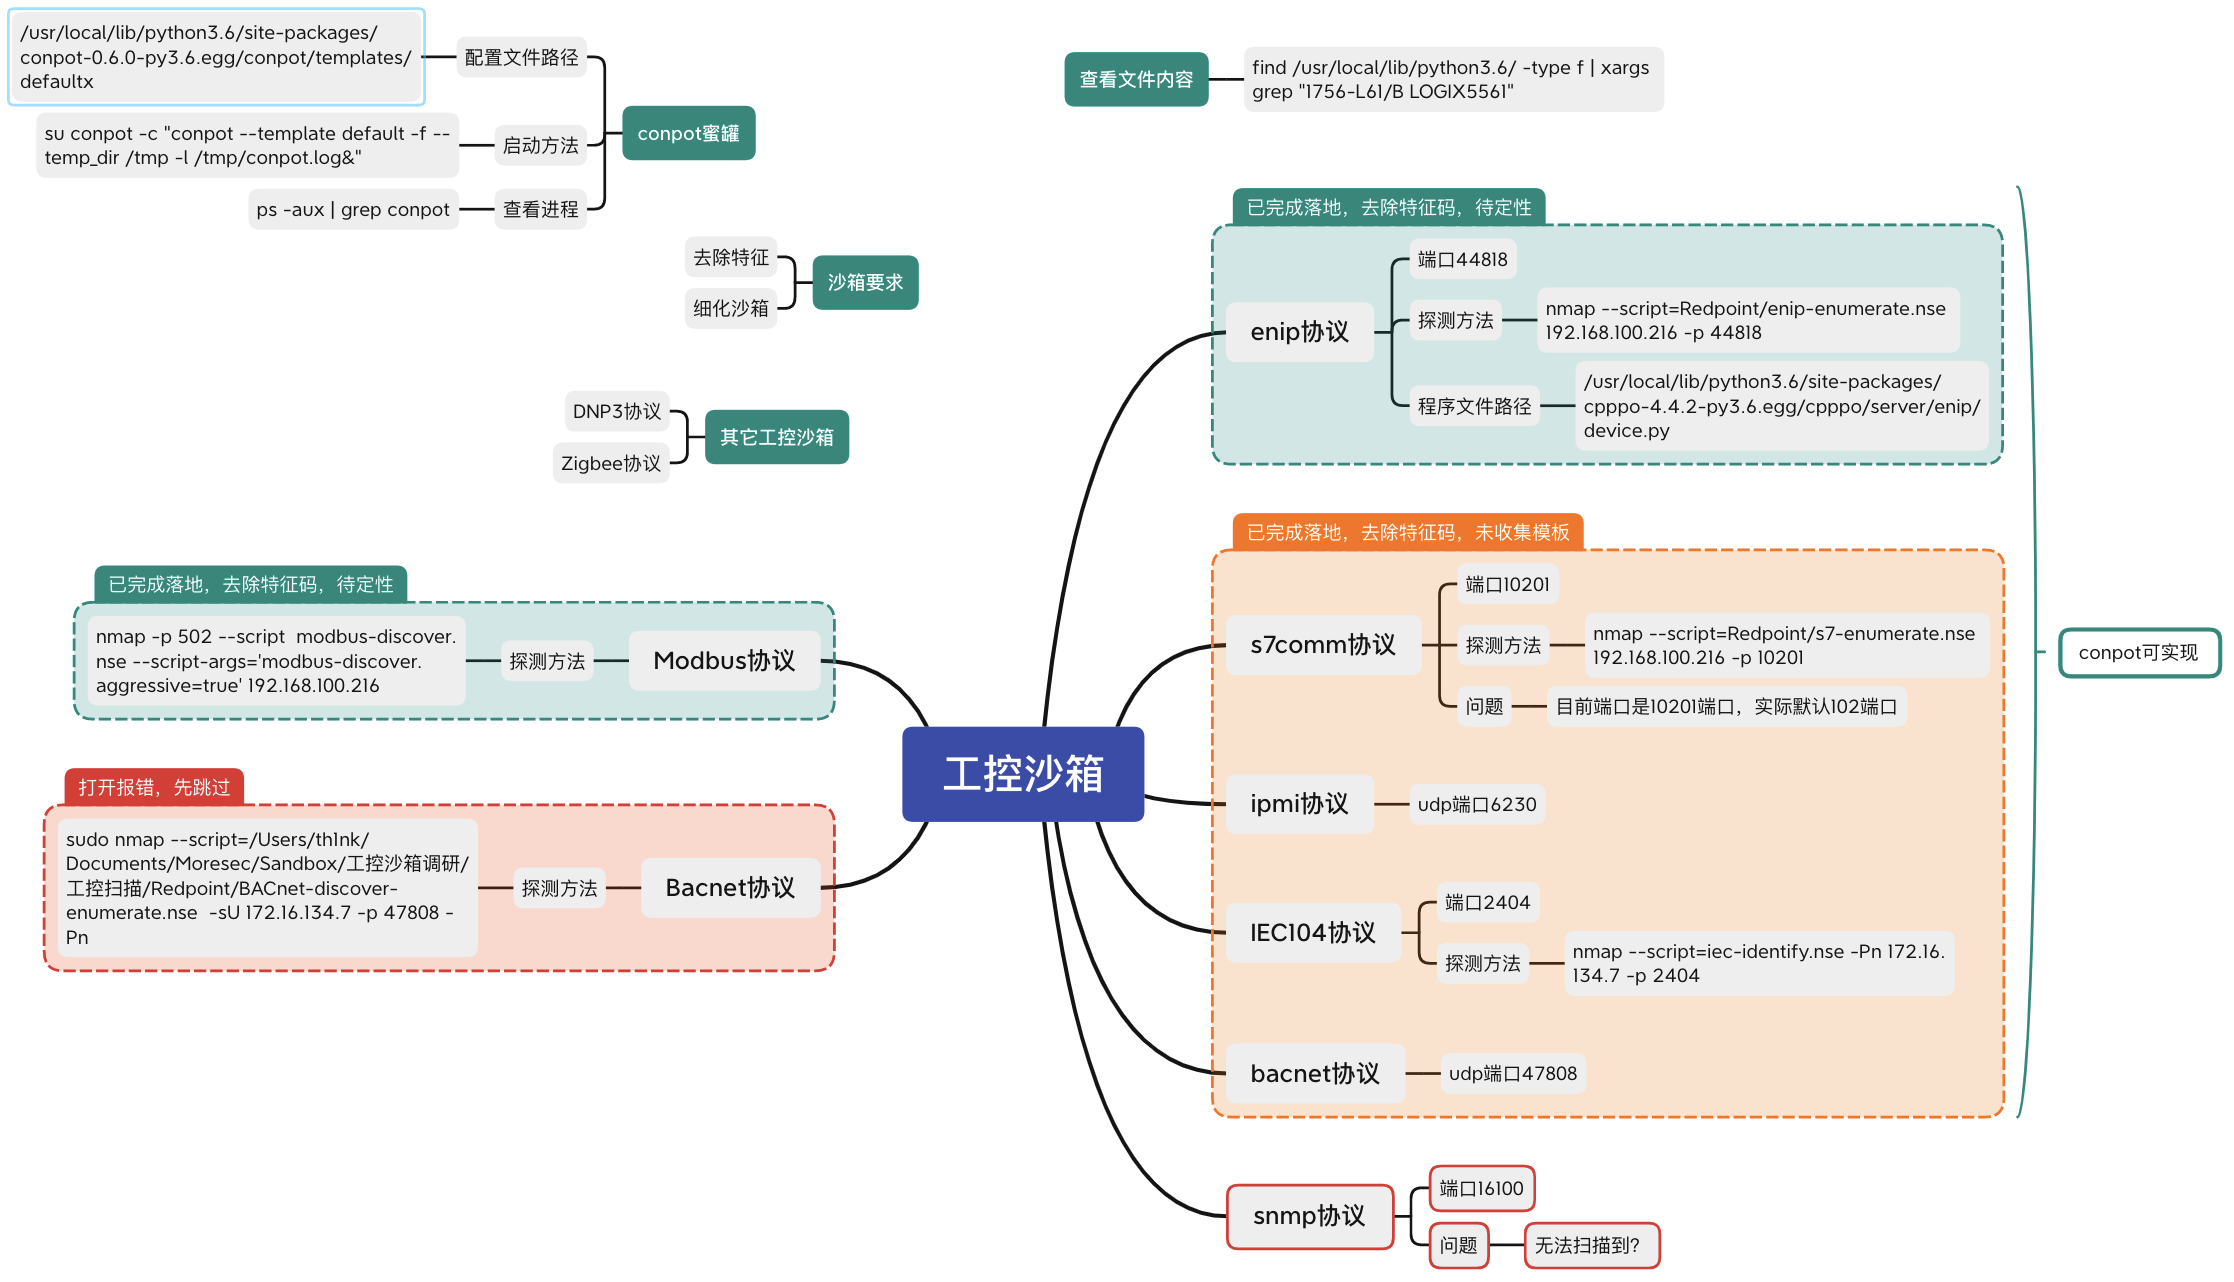 /usr/local/lib/python3.6/site-packages/
conpot-0.6.0-py3.6.egg/conpot/templates/
defaultx
配置文件路径
su conpot -c "conpot --template default -f --
temp_dir /tmp -l /tmp/conpot.log&"
启动方法
ps -aux | grep conpot
查看进程
conpot蜜罐
去除特征
细化沙箱
沙箱要求
DNP3协议
Zigbee协议
其它工控沙箱
查看文件内容
find /usr/local/lib/python3.6/ -type f | xargs
grep "1756-L61/B LOGIX5561"
已完成落地，去除特征码，待定性
nmap -p 502 --script  modbus-discover.
nse --script-args='modbus-discover.
aggressive=true' 192.168.100.216
探测方法
Modbus协议
打开报错，先跳过
sudo nmap --script=/Users/th1nk/
Documents/Moresec/Sandbox/工控沙箱调研/
工控扫描/Redpoint/BACnet-discover-
enumerate.nse  -sU 172.16.134.7 -p 47808 -
Pn
探测方法
Bacnet协议
工控沙箱
已完成落地，去除特征码，待定性
enip协议
端口44818
探测方法
nmap --script=Redpoint/enip-enumerate.nse
192.168.100.216 -p 44818
程序文件路径
/usr/local/lib/python3.6/site-packages/
cpppo-4.4.2-py3.6.egg/cpppo/server/enip/
device.py
已完成落地，去除特征码，未收集模板
s7comm协议
端口10201
探测方法
nmap --script=Redpoint/s7-enumerate.nse
192.168.100.216 -p 10201
问题
目前端口是10201端口，实际默认102端口
ipmi协议
udp端口6230
IEC104协议
端口2404
探测方法
nmap --script=iec-identify.nse -Pn 172.16.
134.7 -p 2404
bacnet协议
udp端口47808
conpot可实现
snmp协议
端口16100
问题
无法扫描到？